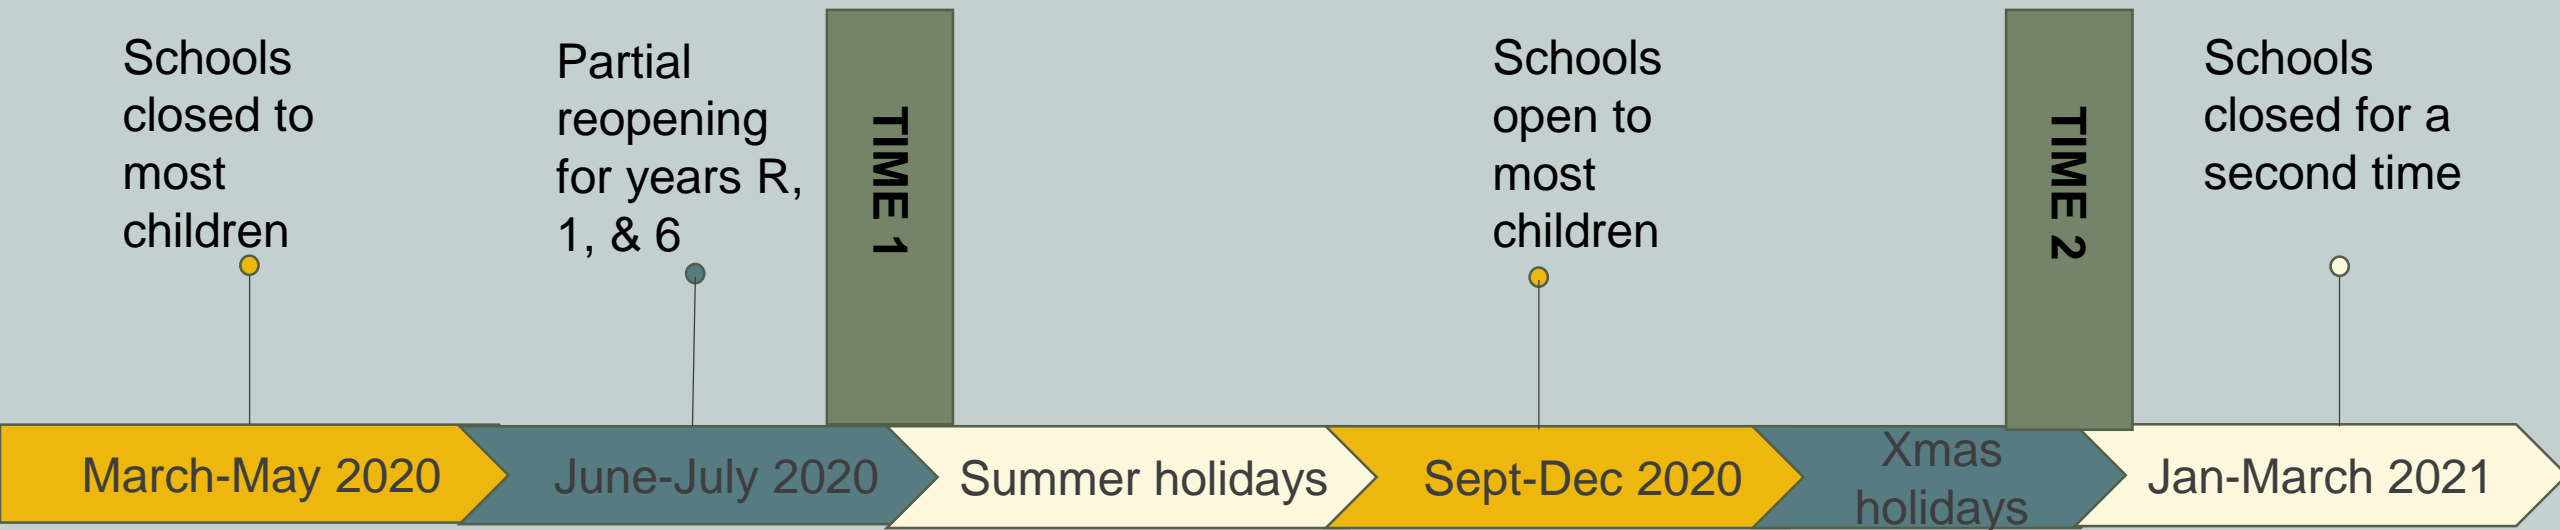 Schools
closed to
most
children
Partial
reopening
for years R,
1, & 6
TIME 1
Schools
open to
most
children
TIME 2
Schools
closed for a
second time
March-May 2020
June-July 2020
Summer holidays
Sept-Dec 2020
Xmas
holidays
Jan-March 2021